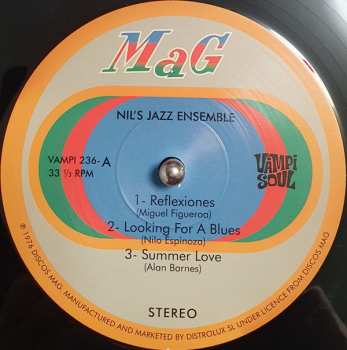 MaG
NIL'S JAZZ ENSEMBLE
VAMPI 236-A
33 ⅓ RPM
VAMPI
SOUL
1- Reflexiones
(Miguel Figueroa)
2- Looking For A Blues
(Nilo Espinoza)
3- Summer Love
(Alan Barnes)
STEREO
℗ 1976 DISCOS MAG. MANUFACTURED AND MARKETED BY DISTROLUX SL UNDER LICENCE FROM DISCOS MAG